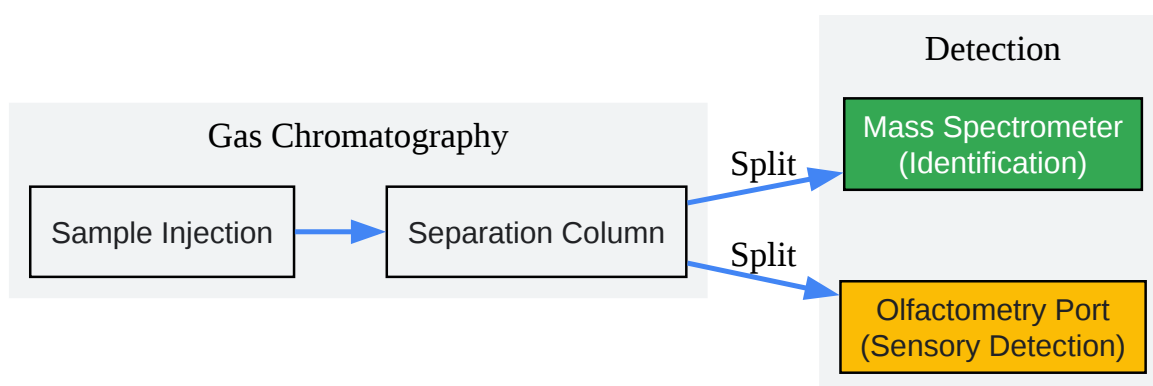 Gas Chromatography
Sample Injection
Separation Column
Split
Split
Detection
Mass Spectrometer
(Identification)
Olfactometry Port
(Sensory Detection)